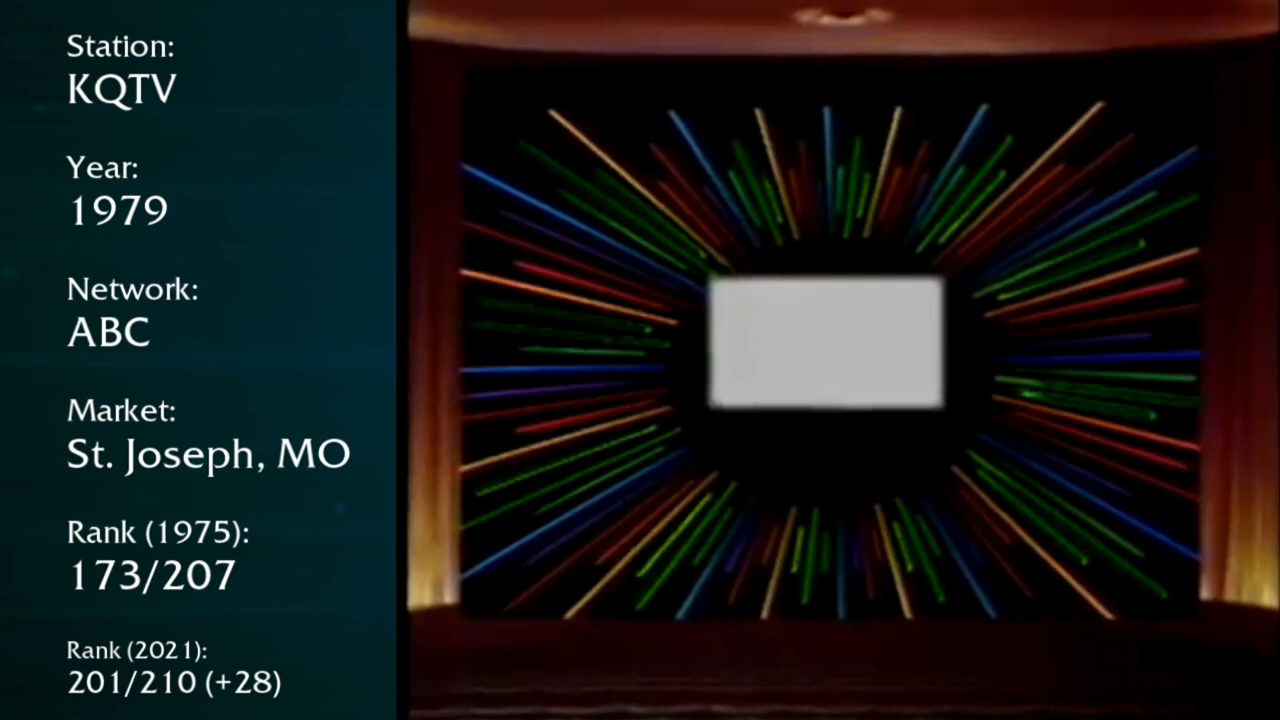 Station:
KQTV
Year:
1979
Network:
ABC
Market:
St. Joseph, MO
Rank (1975):
173/207
Rank (2021):
201/210 (+28)